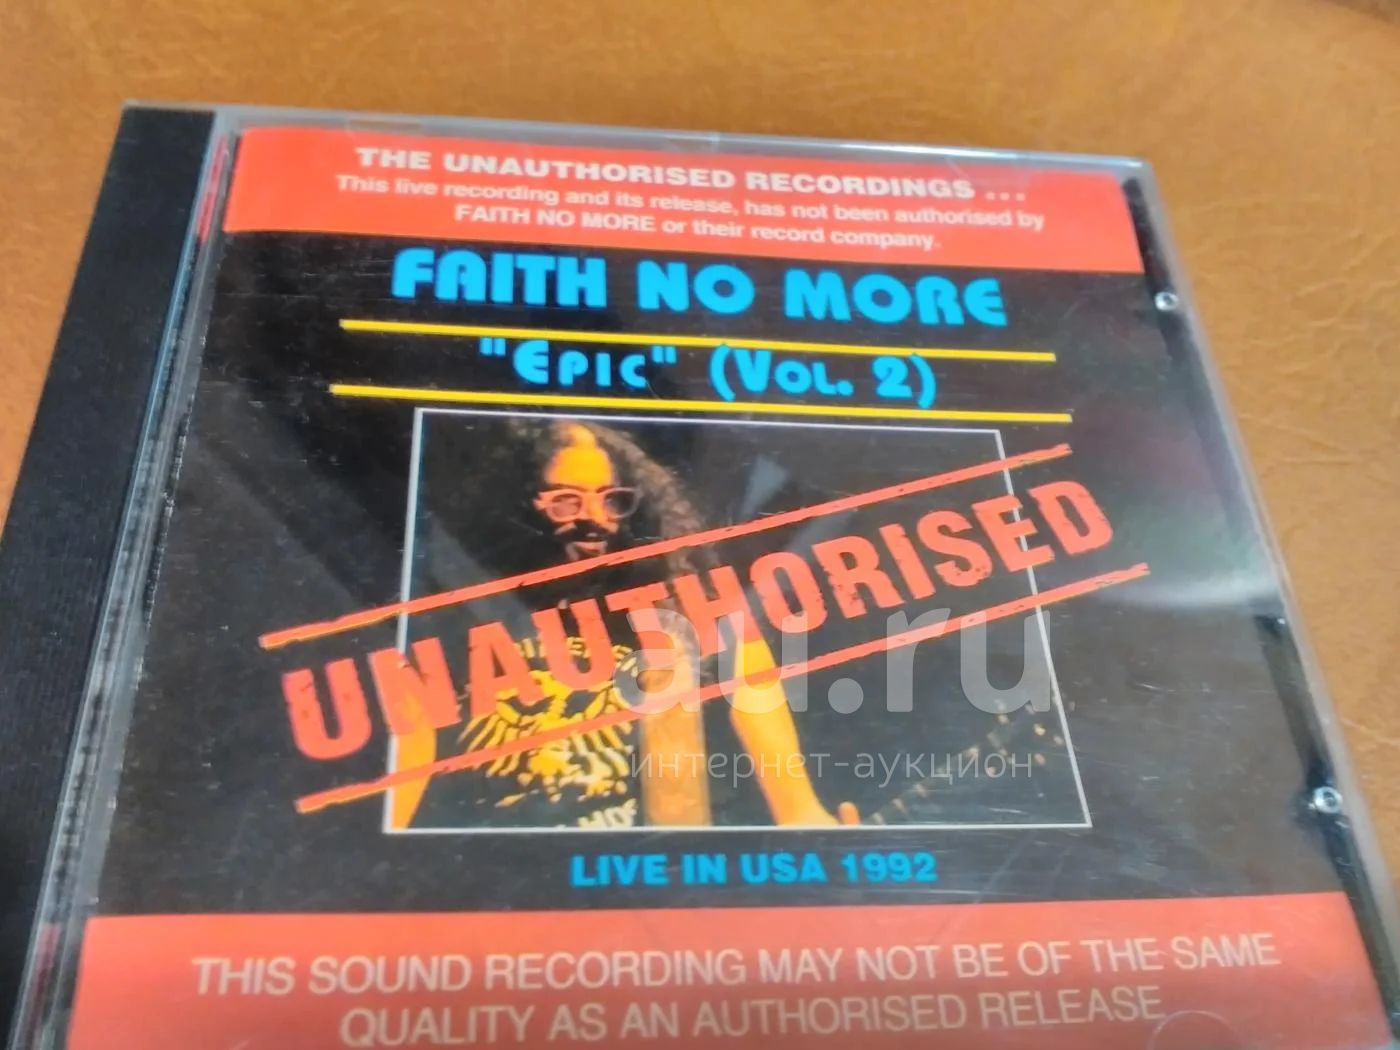 THE UNAUTHORISED RECORDINGS ...
This live recording and its release, has not been authorised by
FAITH NO MORE or their record company.
FAITH NO MORE
"EPIC" (VOL. 2)
UNAUTHORISED
au.ru
интернет-аукцион
LIVE IN USA 1992
THIS SOUND RECORDING MAY NOT BE OF THE SAME
QUALITY AS AN AUTHORISED RELEASE